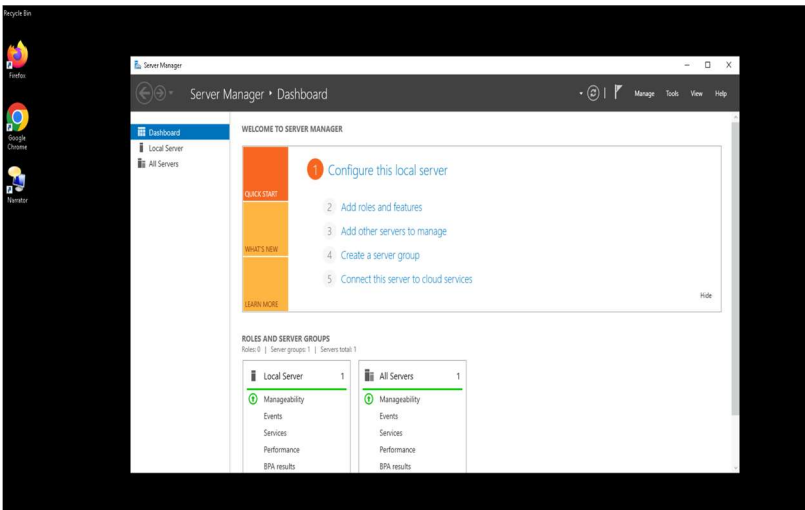 Recycle Bin
Firefox
Google
Chrome
Narrator
Server Manager
Server Manager • Dashboard
Manage Tools View Help
Dashboard
Local Server
All Servers
WELCOME TO SERVER MANAGER
QUICK START
WHAT'S NEW
LEARN MORE
1 Configure this local server
2 Add roles and features
3 Add other servers to manage
4 Create a server group
5 Connect this server to cloud services
Hide
ROLES AND SERVER GROUPS
Roles: 0 | Server groups: 1 | Servers total: 1
Local Server 1
Manageability
Events
Services
Performance
BPA results
All Servers 1
Manageability
Events
Services
Performance
BPA results